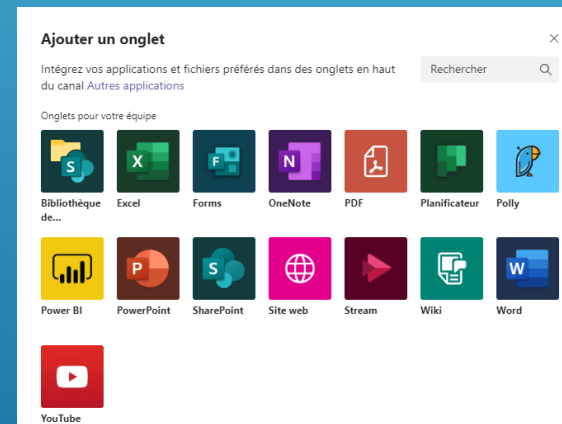 Ajouter un onglet
Intégrez vos applications et fichiers préférés dans des onglets en haut
du canal Autres applications
Rechercher
Onglets pour votre équipe
Bibliothèque
de...
Excel
Forms
OneNote
PDF
Planificateur
Polly
Power BI
PowerPoint
SharePoint
Site web
Stream
Wiki
Word
YouTube